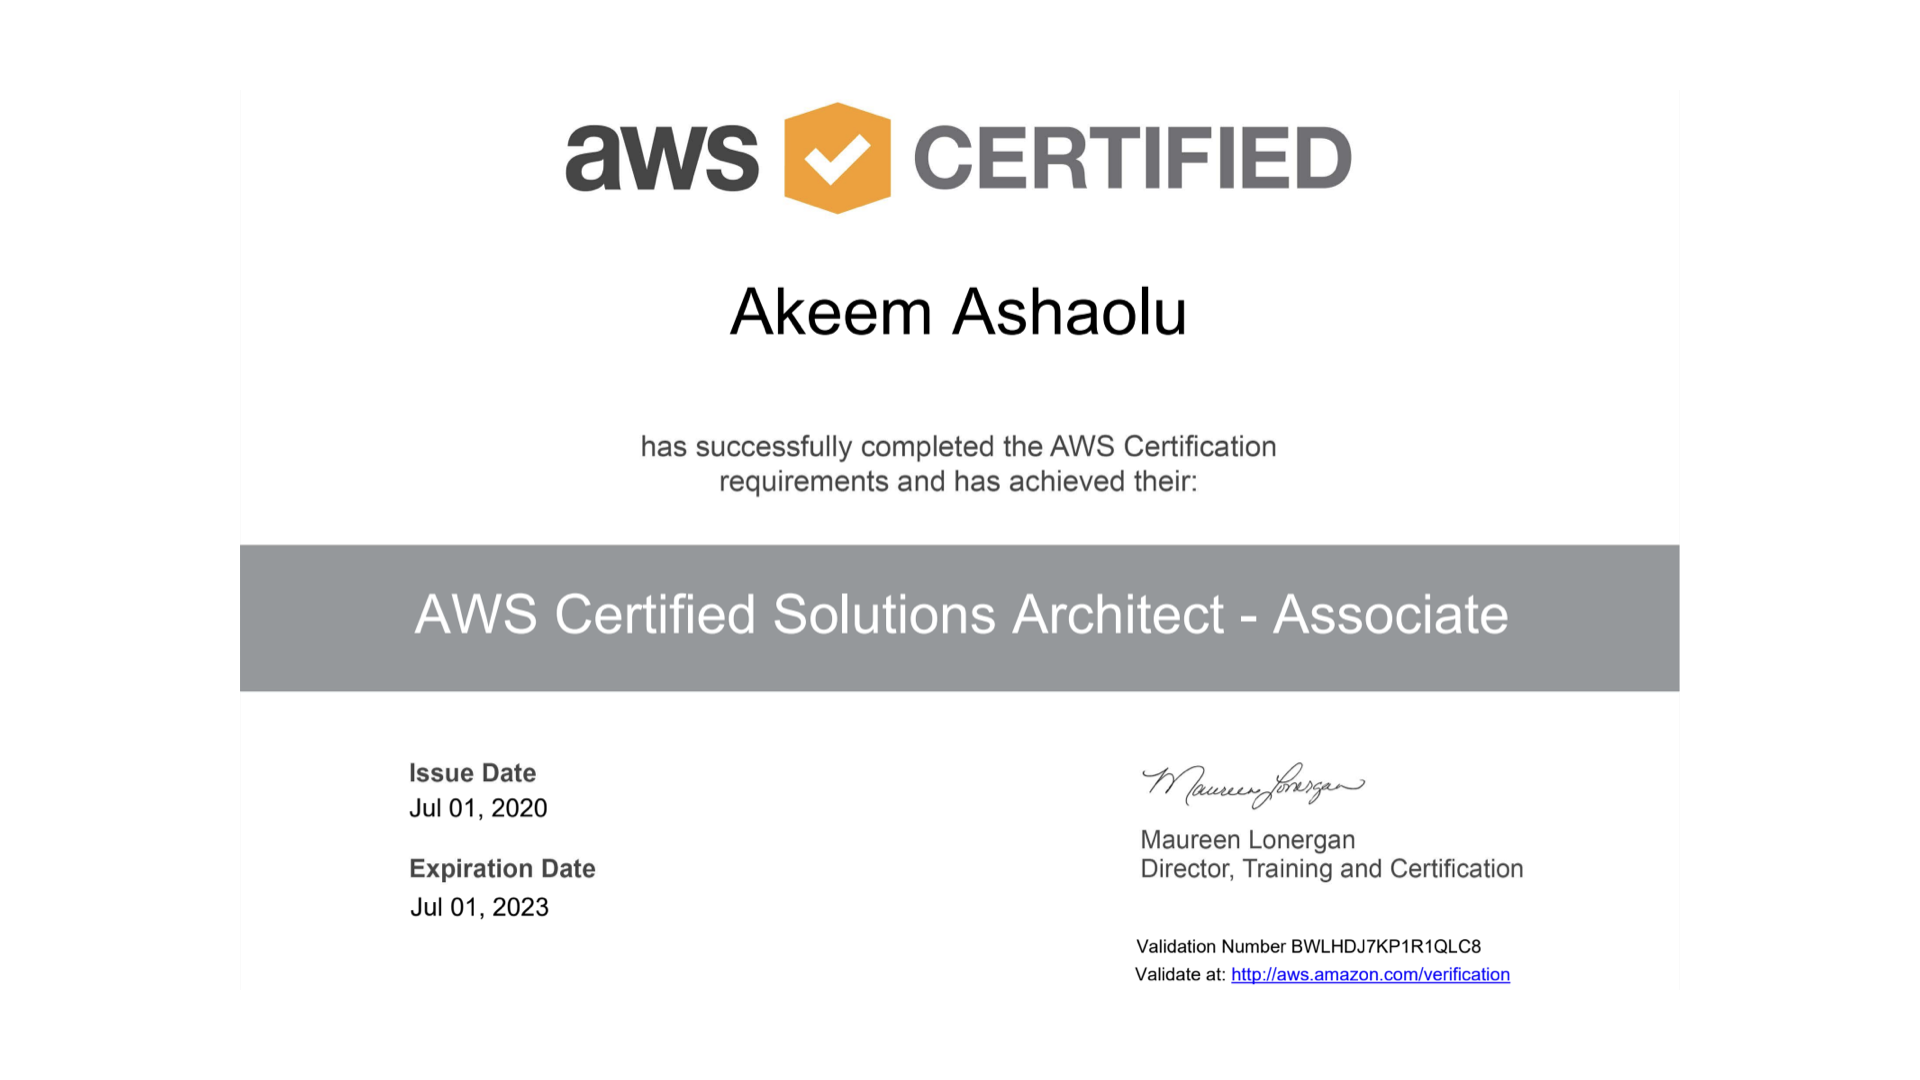 aws CERTIFIED
Akeem Ashaolu
has successfully completed the AWS Certification
requirements and has achieved their:
AWS Certified Solutions Architect - Associate
Issue Date
Jul 01, 2020
Expiration Date
Jul 01, 2023
Maureen Lonergan
Maureen Lonergan
Director, Training and Certification
Validation Number BWLHDJ7KP1R1QLC8
Validate at: http://aws.amazon.com/verification